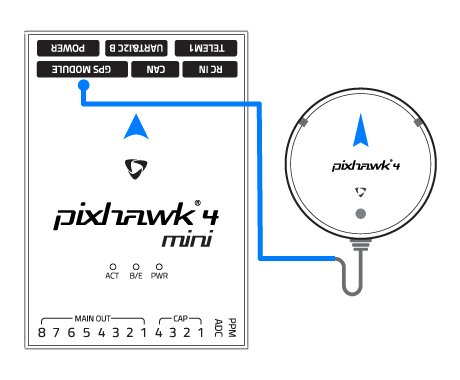 POWER UART&I2C B TELEM1
GPS MODULE CAN RC IN
pixhawk®4
mini
ACT B/E PWR
MAIN OUT CAP
8 7 6 5 4 3 2 1 4 3 2 1 ADC PPM
pixhawk®4